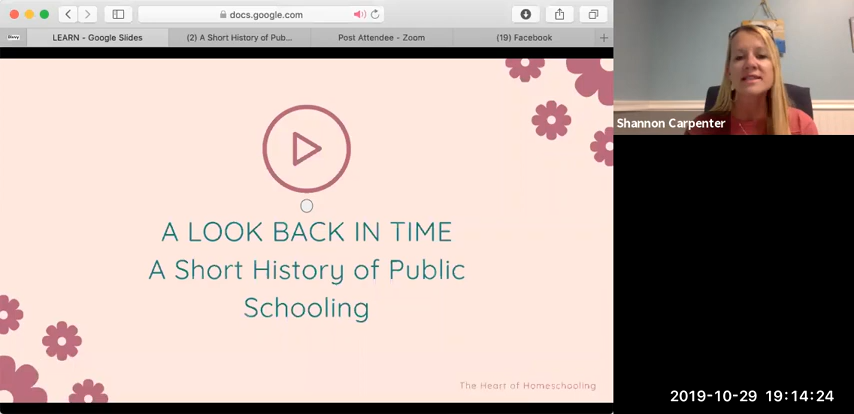 docs.google.com
LEARN - Google Slides
(2) A Short History of Pub...
Post Attendee - Zoom
(19) Facebook
Shannon Carpenter
A LOOK BACK IN TIME
A Short History of Public
Schooling
The Heart of Homeschooling
2019-10-29 19:14:24